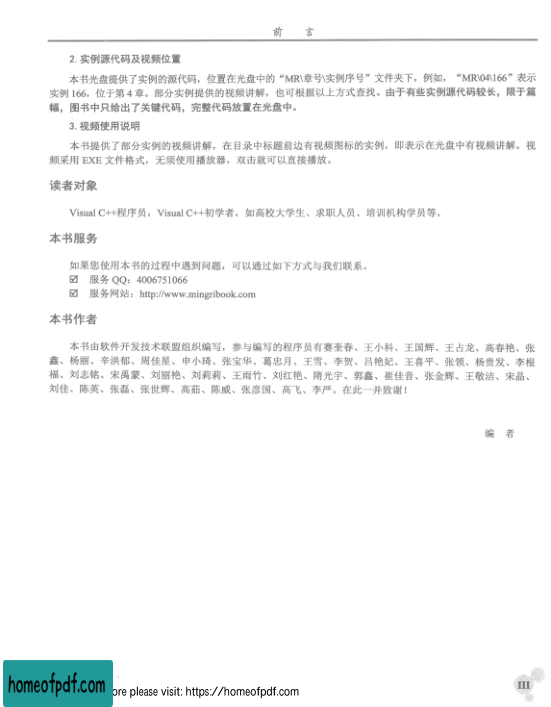 前 言
2. 实例源代码及视频位置
本书光盘提供了实例的源代码，位置在光盘中的“MR\章号\实例序号”文件夹下，例如，“MR\04\166”表示
实例 166，位于第 4 章。部分实例提供的视频讲解，也可根据以上方式查找。由于有些实例源代码较长，限于篇
幅，图书中只给出了关键代码，完整代码放置在光盘中。
3. 视频使用说明
本书提供了部分实例的视频讲解，在目录中标题前边有视频图标的实例，即表示在光盘中有视频讲解。视
频采用 EXE 文件格式，无须使用播放器，双击就可以直接播放。
读者对象
Visual C++程序员，Visual C++初学者，如高校大学生、求职人员、培训机构学员等。
本书服务
如果您使用本书的过程中遇到问题，可以通过如下方式与我们联系。
☑ 服务 QQ：4006751066
☑ 服务网站：http://www.mingribook.com
本书作者
本书由软件开发技术联盟组织编写，参与编写的程序员有赛奎春、王小科、王国辉、王占龙、高春艳、张
鑫、杨丽、辛洪郁、周佳星、申小琦、张宝华、葛忠月、王雪、李贺、吕艳妃、王喜平、张领、杨贵发、李根
福、刘志铭、宋禹蒙、刘丽艳、刘莉莉、王雨竹、刘红艳、隋光宇、郭鑫、崔佳音、张金辉、王敬洁、宋晶、
刘佳、陈英、张磊、张世辉、高茹、陈威、张彦国、高飞、李严。在此一并致谢！
编 者
III
homeofpdf.com
ore please visit: https://homeofpdf.com